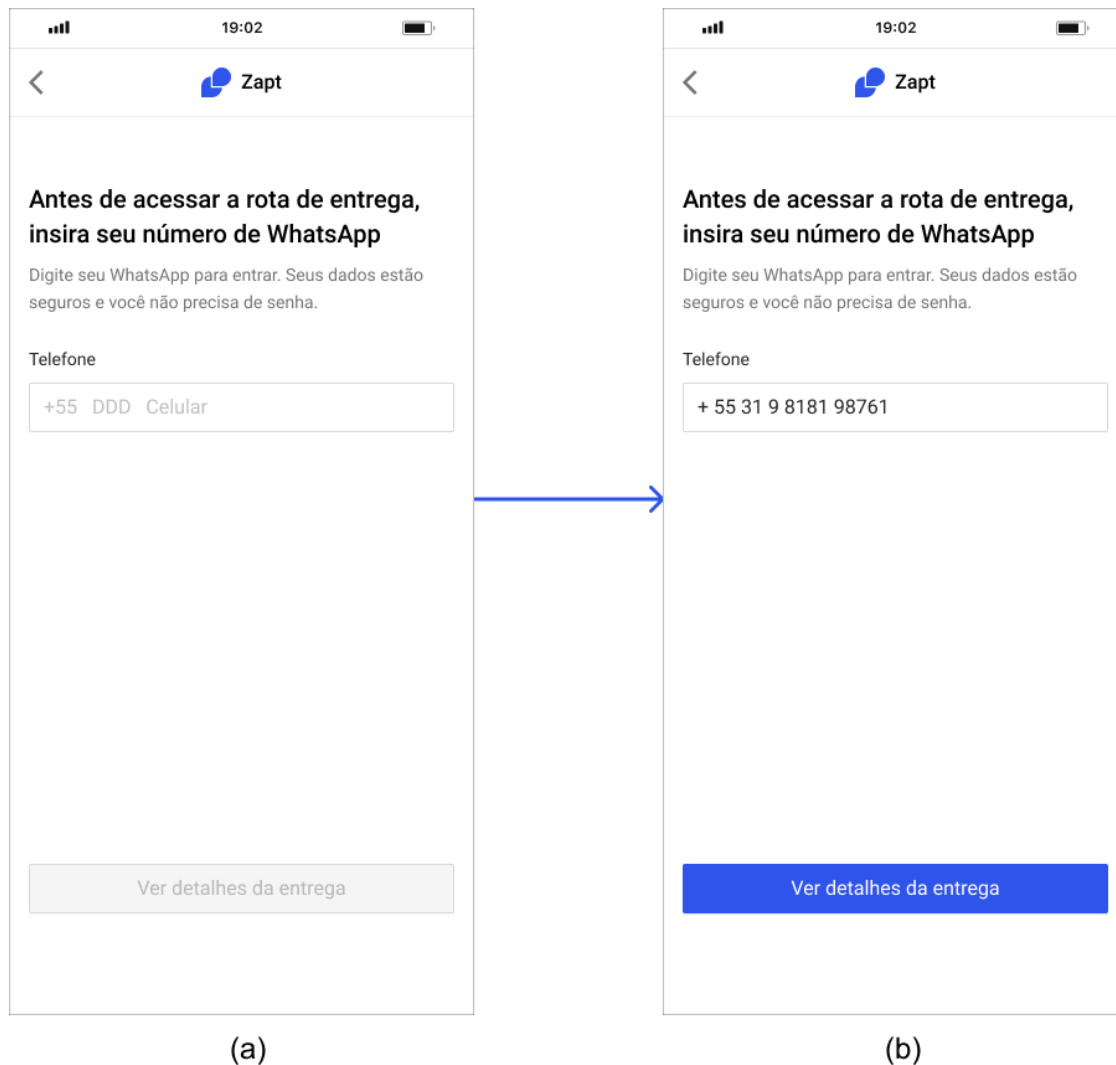 19:02
Zapt
Antes de acessar a rota de entrega,
insira seu número de WhatsApp
Digite seu WhatsApp para entrar. Seus dados estão
seguros e você não precisa de senha.
Telefone
+55 DDD Celular
Ver detalhes da entrega
(a)
19:02
Zapt
Antes de acessar a rota de entrega,
insira seu número de WhatsApp
Digite seu WhatsApp para entrar. Seus dados estão
seguros e você não precisa de senha.
Telefone
+ 55 31 9 8181 98761
Ver detalhes da entrega
(b)